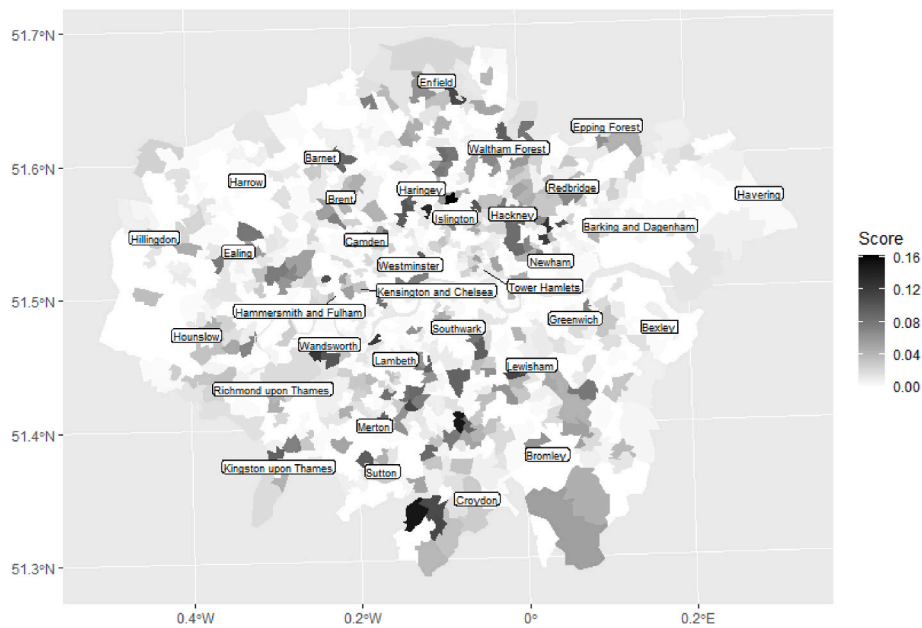 51.7°N
51.6°N
51.5°N
51.4°N
51.3°N
Enfield
Epping Forest
Waltham Forest
Barnet
Harrow
Haringey
Redbridge
Havering
Brent
Islington
Hackney
Barking and Dagenham
Hillingdon
Camden
Ealing
Westminster
Newham
Kensington and Chelsea
Tower Hamlets
Hammersmith and Fulham
Greenwich
Bexley
Southwark
Hounslow
Wandsworth
Lambeth
Lewisham
Richmond upon Thames
Merton
Bromley
Kingston upon Thames
Sutton
Croydon
0.4°W
0.2°W
0°
0.2°E
Score
0.16
0.12
0.08
0.04
0.00